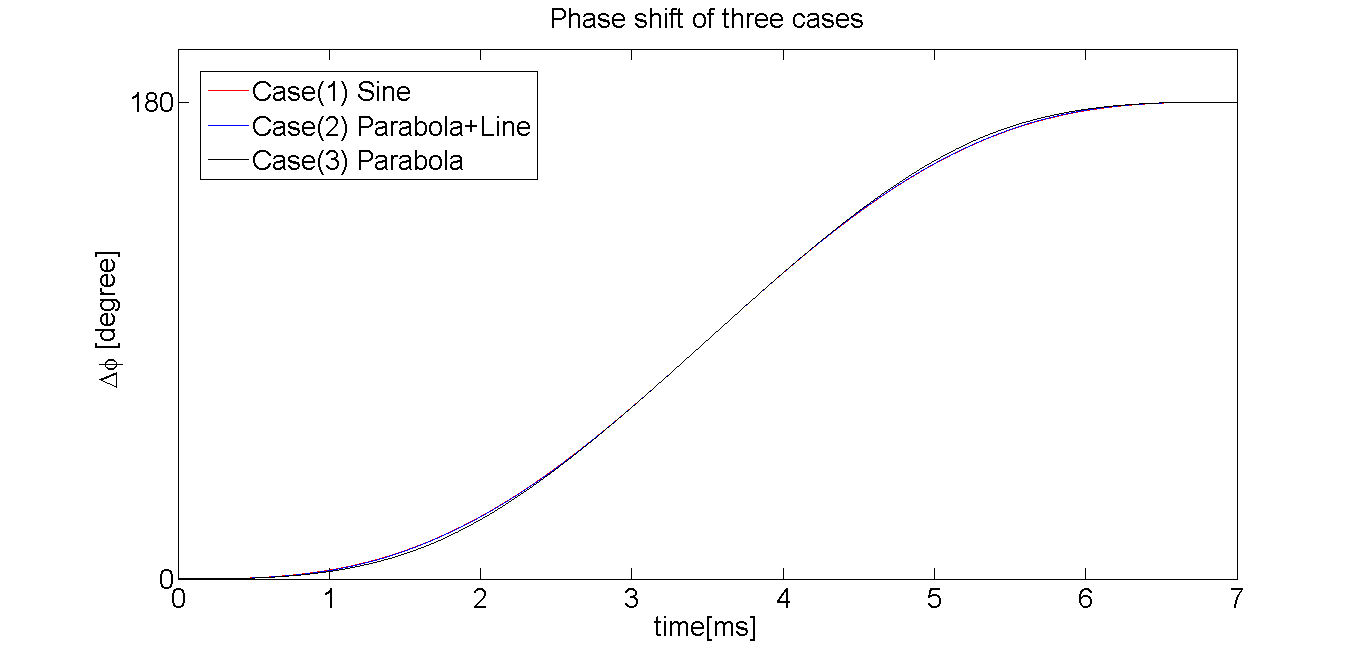 Phase shift of three cases
180
Case(1) Sine
Case(2) Parabola+Line
Case(3) Parabola
Δϕ [degree]
0
0 1 2 3 4 5 6 7
time[ms]